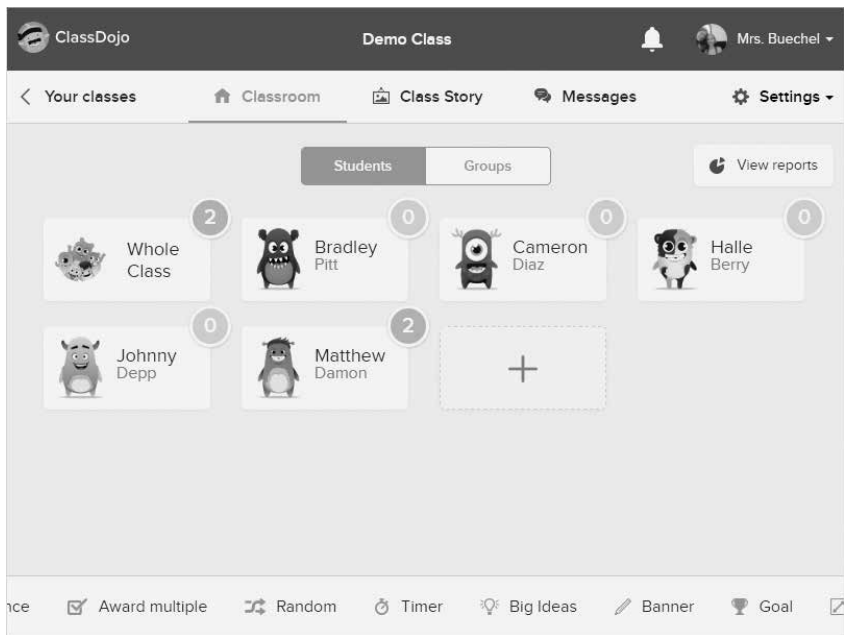 ClassDojo
Demo Class
Mrs. Buechel
Your classes
Classroom
Class Story
Messages
Settings
Students
Groups
View reports
2
Whole
Class
0
Bradley
Pitt
0
Cameron
Diaz
0
Halle
Berry
0
Johnny
Depp
2
Matthew
Damon
+
Award multiple
Random
Timer
Big Ideas
Banner
Goal